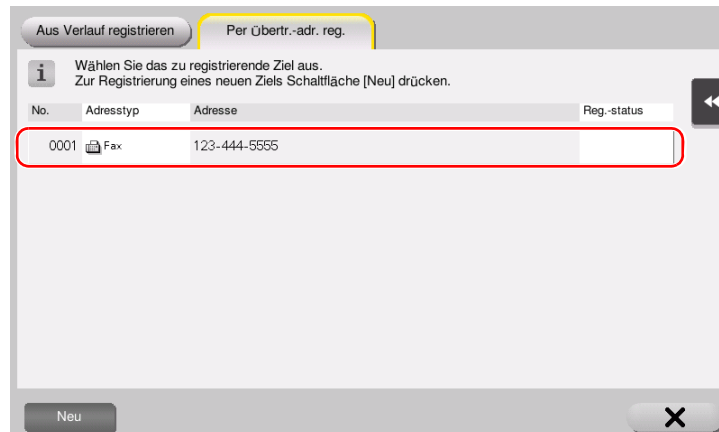 Aus Verlauf registrieren
Per Übertr.-adr. reg.
i
Wählen Sie das zu registrierende Ziel aus.
Zur Registrierung eines neuen Ziels Schaltfläche [Neu] drücken.
No. Adresstyp Adresse Reg.-status
0001 Fax 123-444-5555
Neu